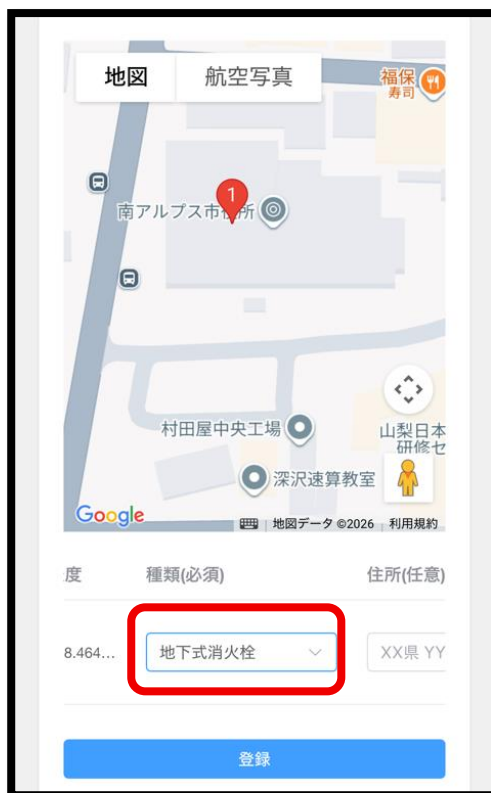 地図 航空写真
福保
寿司
1
南アルプス市役所
村田屋中央工場
山梨日本
研修セ
深沢速算教室
Google
地図データ ©2026 利用規約
度 種類(必須) 住所(任意)
8.464... 地下式消火栓 XX県 YY
登録